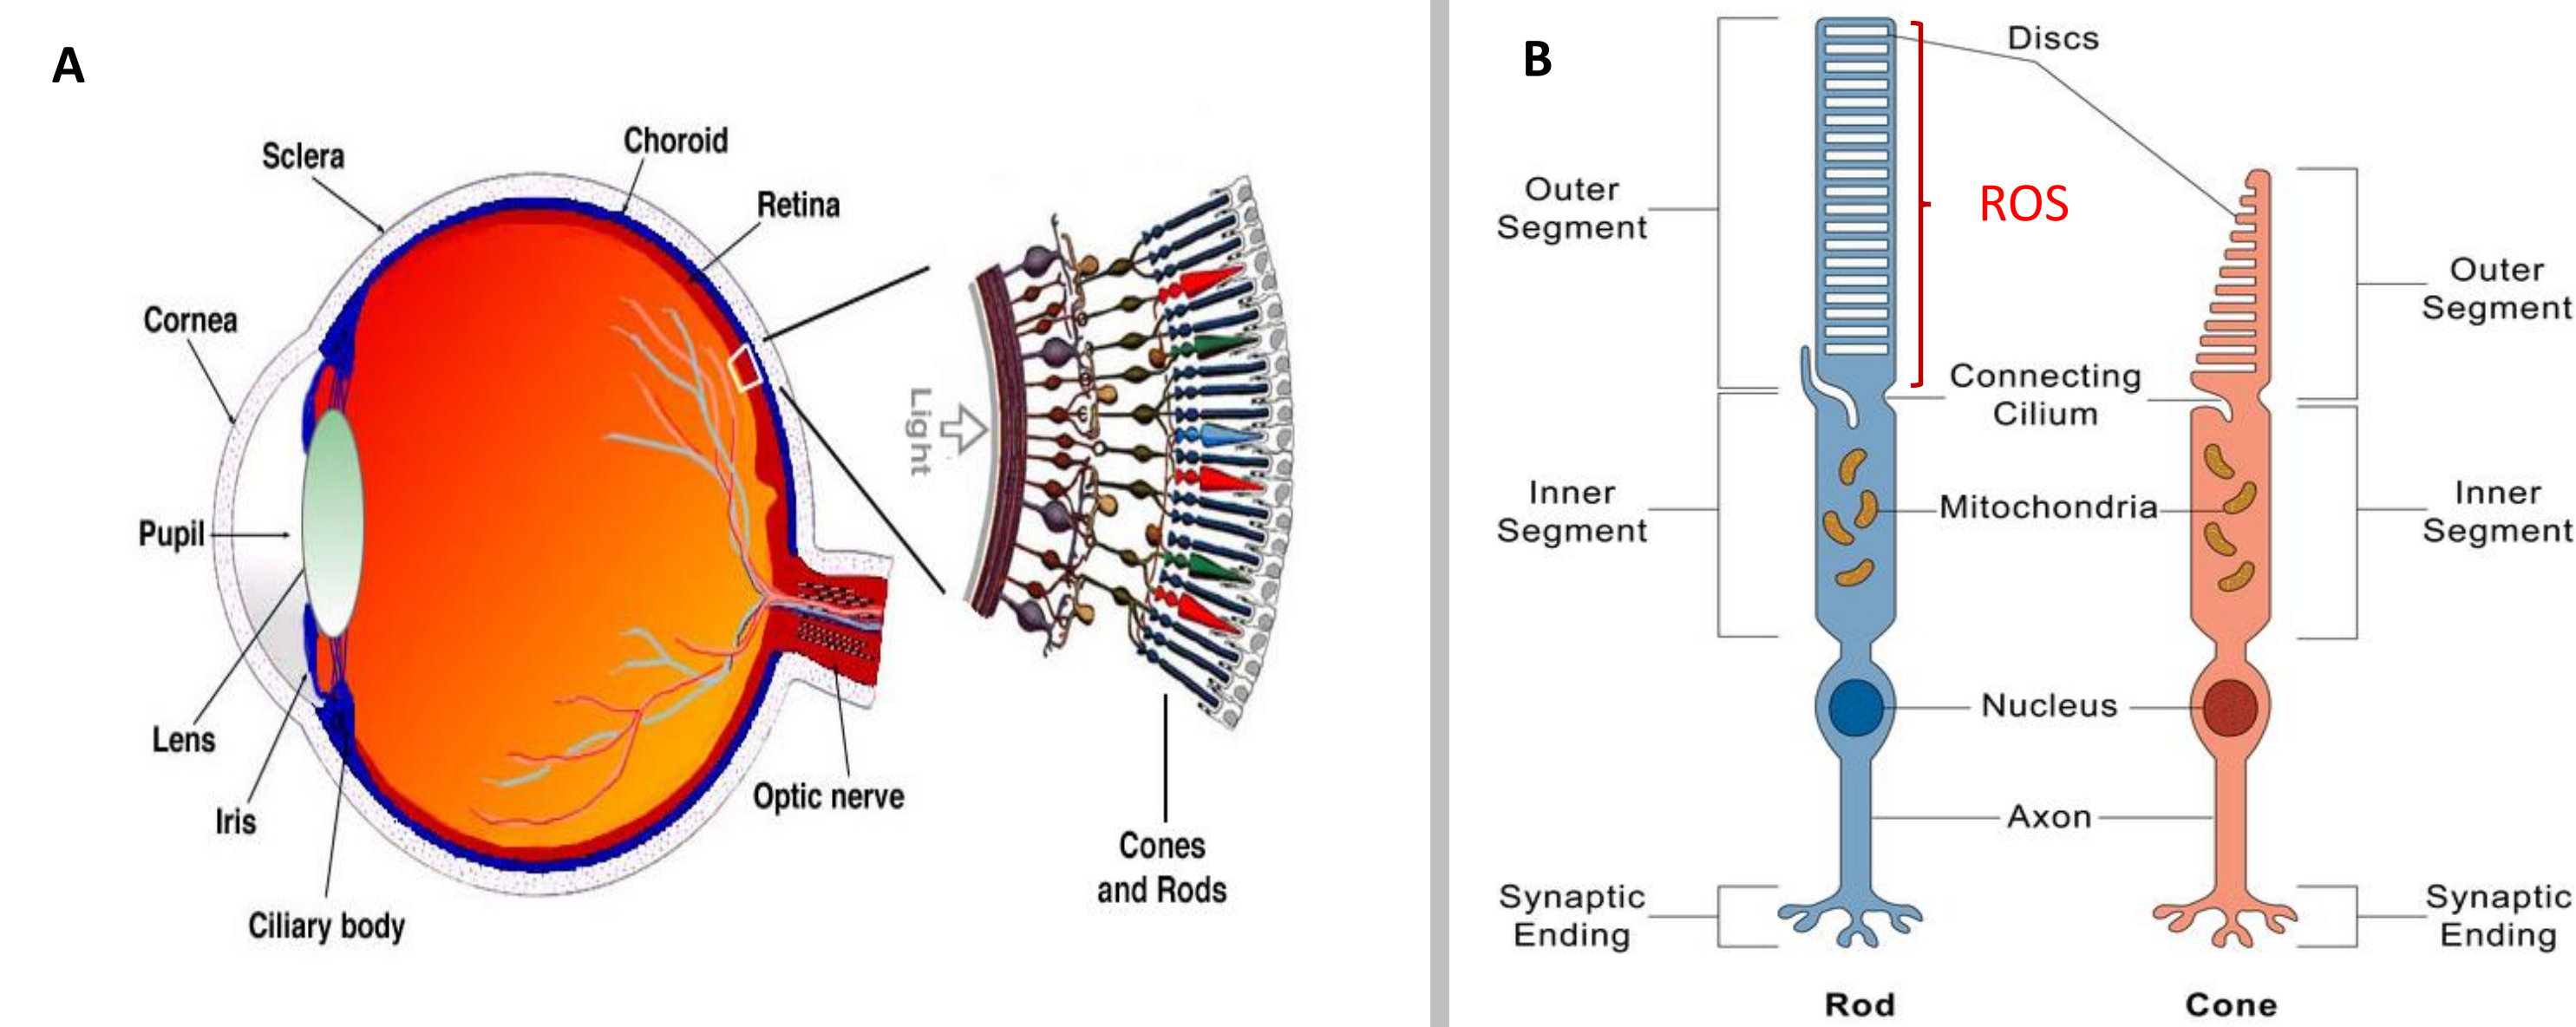 A
Sclera
Choroid
Retina
Cornea
Light
Pupil
Lens
Iris
Optic nerve
Ciliary body
Cones
and Rods
B
Discs
Outer
Segment
ROS
Outer
Segment
Connecting
Cilium
Inner
Segment
Mitochondria
Inner
Segment
Nucleus
Axon
Synaptic
Ending
Synaptic
Ending
Rod
Cone